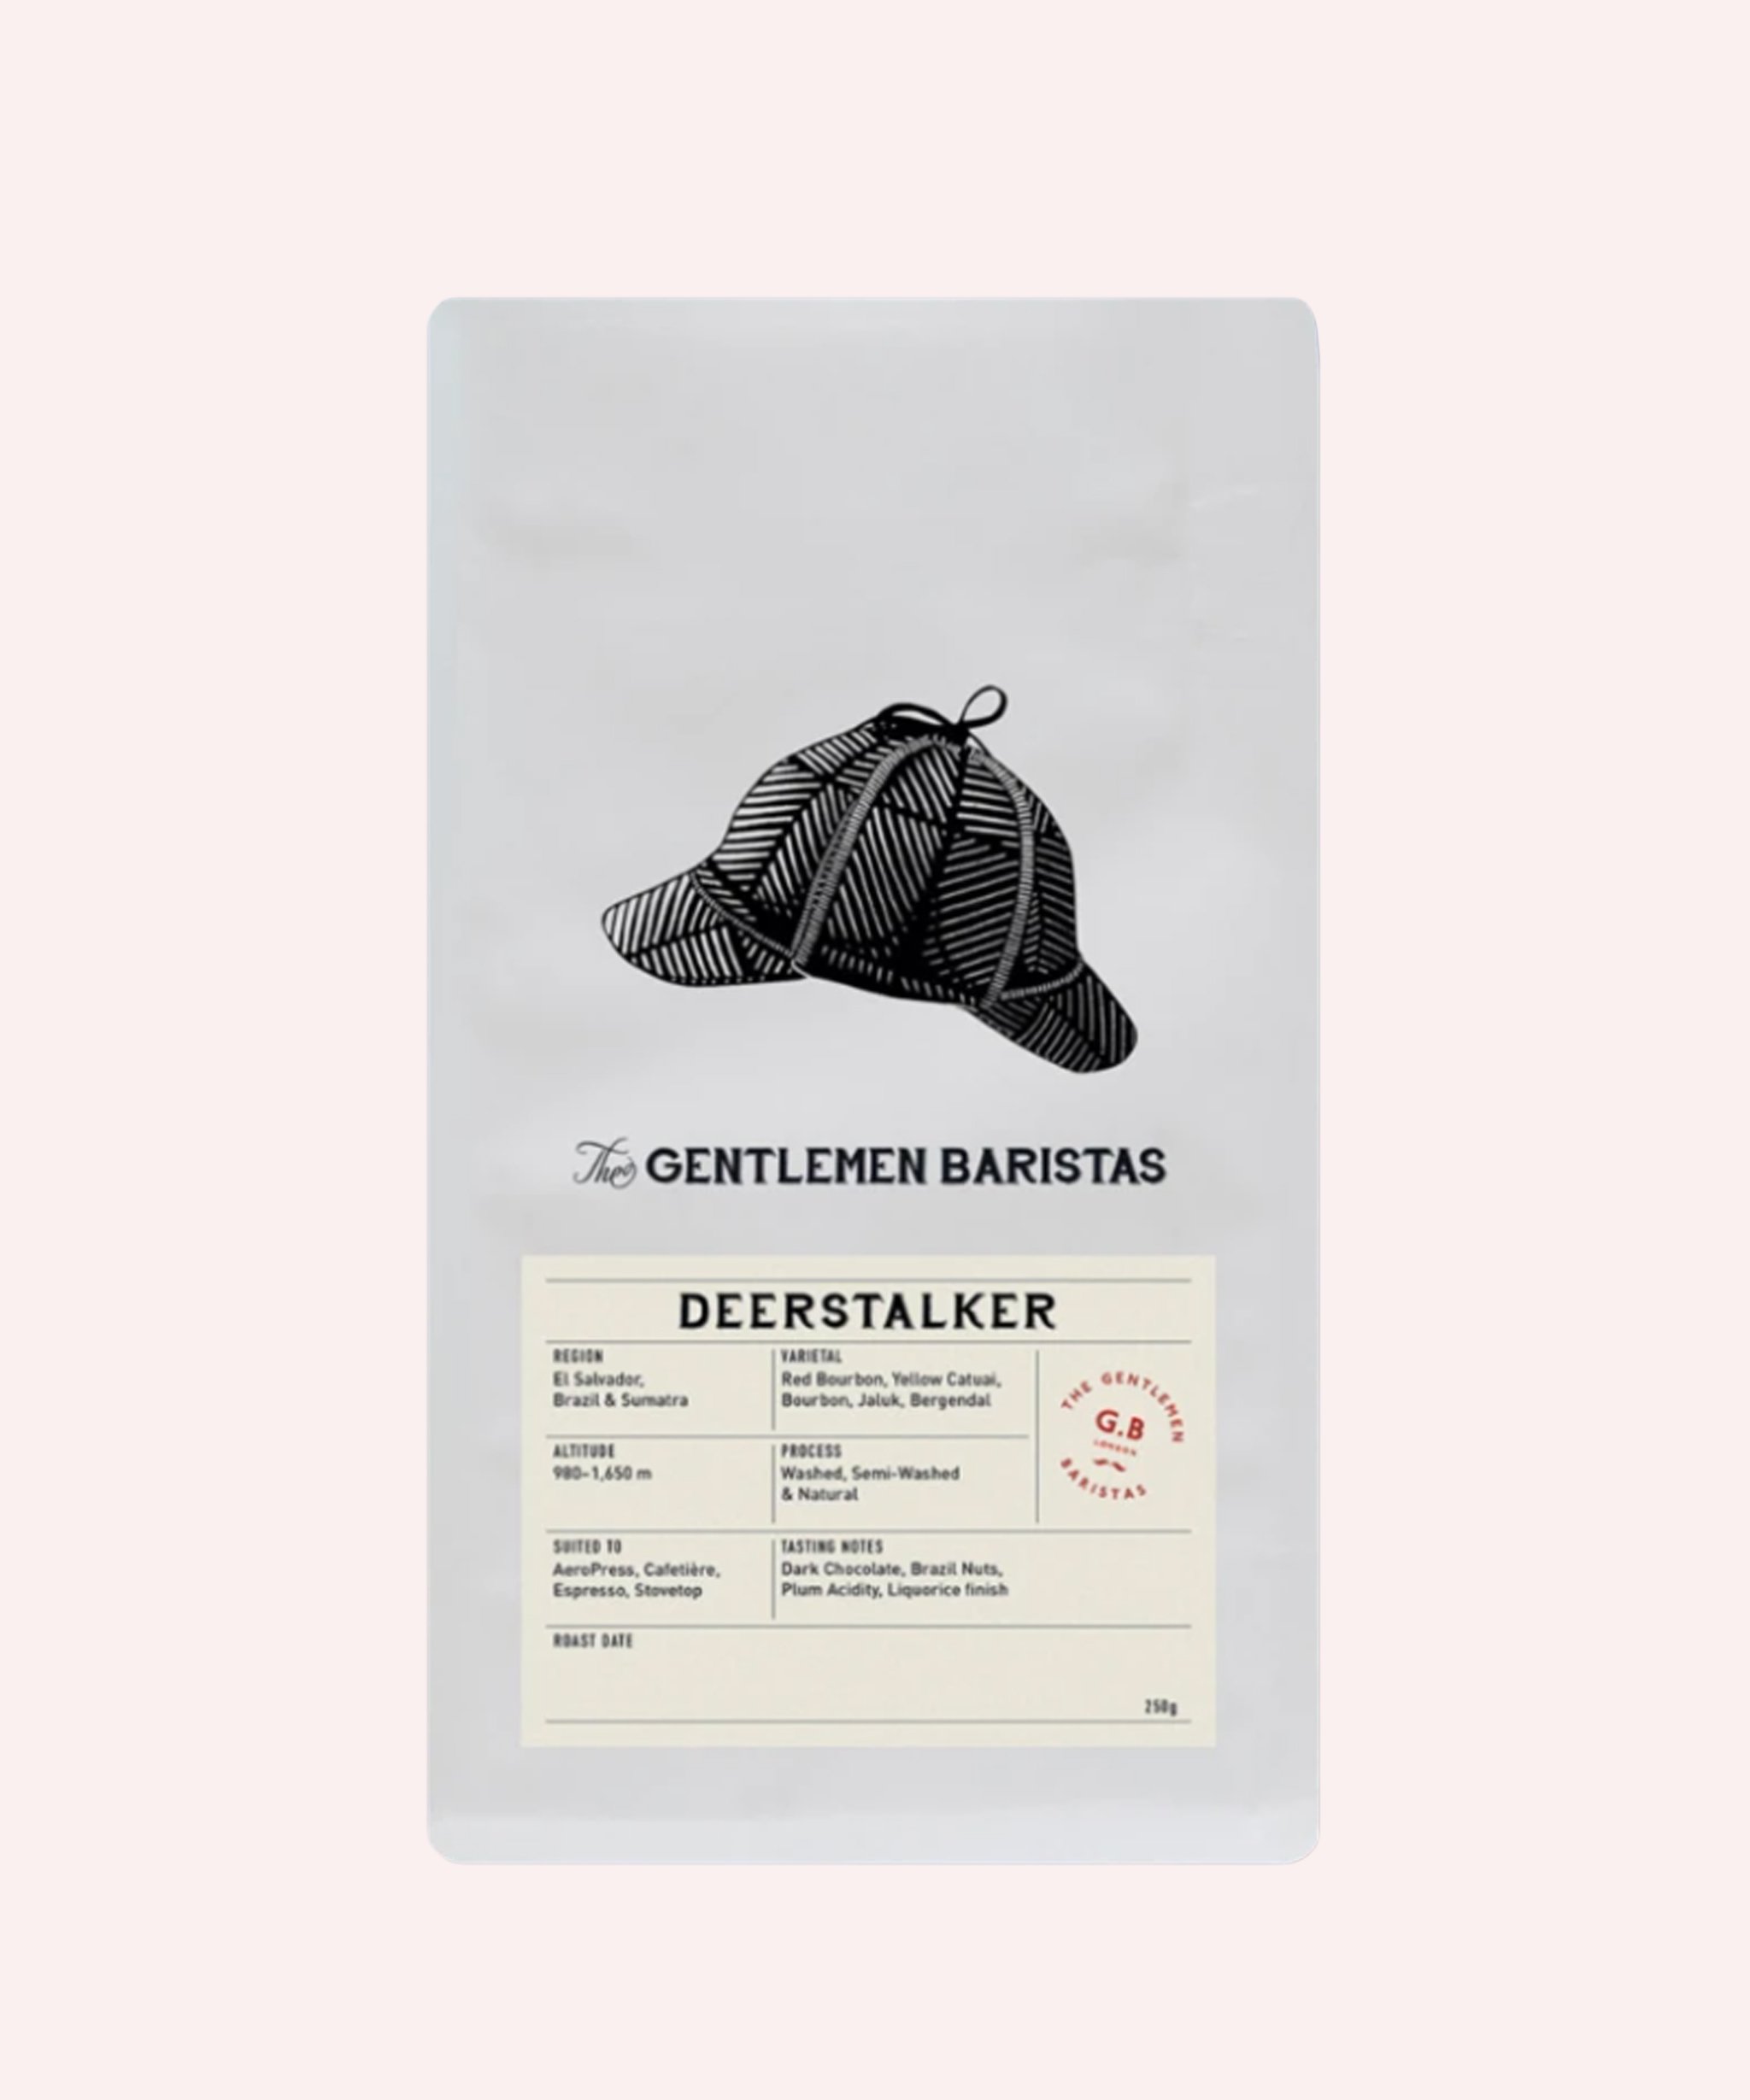 The GENTLEMEN BARISTAS
DEERSTALKER
REGION
El Salvador,
Brazil & Sumatra
VARIETAL
Red Bourbon, Yellow Catuai,
Bourbon, Jaluk, Bergendal
ALTITUDE
980–1,650 m
PROCESS
Washed, Semi-Washed
& Natural
THE GENTLEMEN
G.B
LONDON
BARISTAS
SUITED TO
AeroPress, Cafetière,
Espresso, Stovetop
TASTING NOTES
Dark Chocolate, Brazil Nuts,
Plum Acidity, Liquorice finish
ROAST DATE
250g